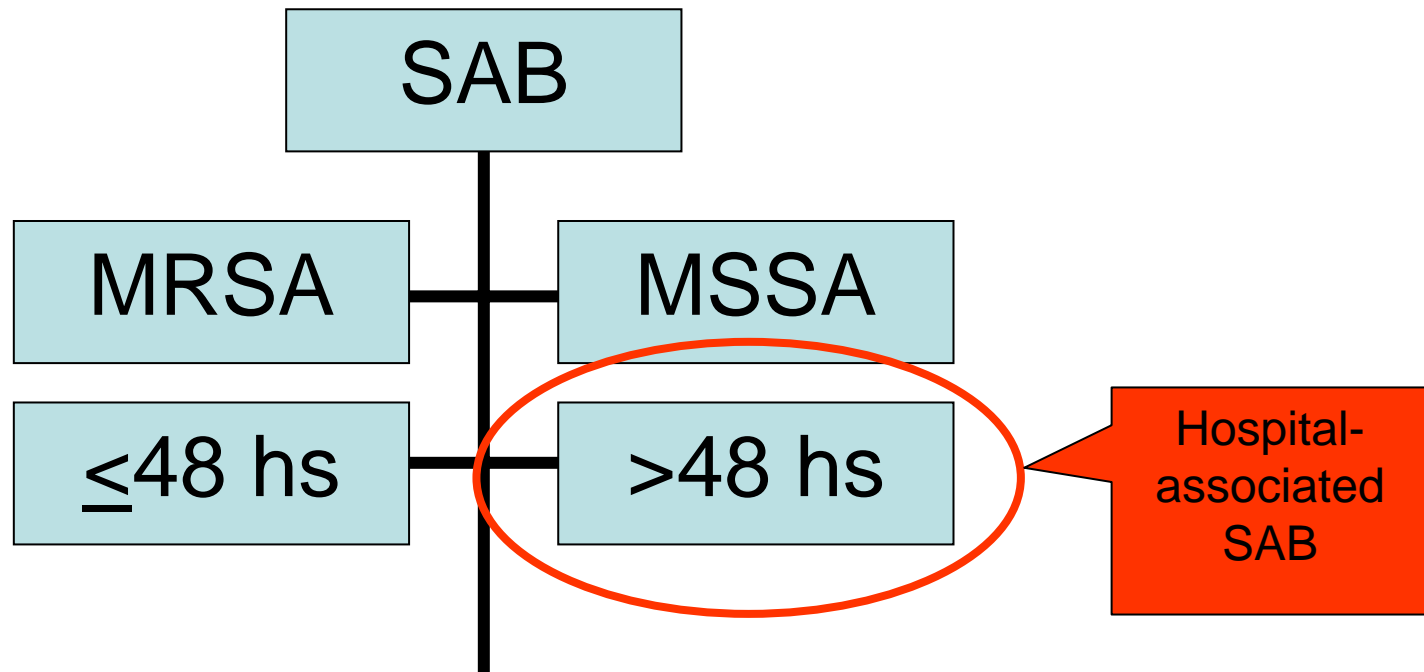 SAB
MRSA
MSSA
≤48 hs
>48 hs
Hospital-
associated
SAB